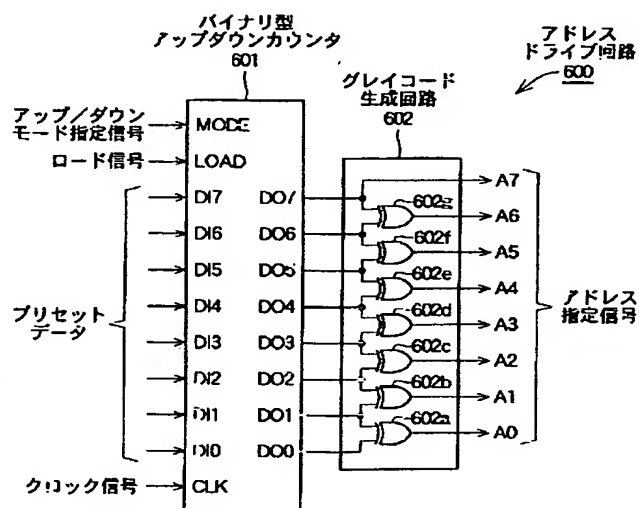 バイナリ型
アップダウンカウンタ
601
アドレス
ドライブ回路
600
グレイコード
生成回路
602
アップ/ダウン
モード指定信号
MODE
ロード信号
LOAD
DI7
DO7
A7
602g
DI6
DO6
A6
602f
DI5
DO5
A5
602e
DI4
DO4
A4
602d
DI3
DO3
A3
602c
DI2
DO2
A2
602b
DI1
DO1
A1
602a
DI0
DO0
A0
プリセット
データ
アドレス
指定信号
クロック信号
CLK